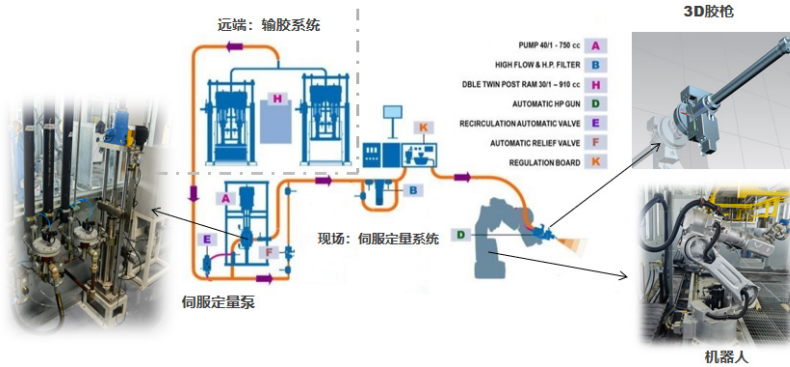 远端：输胶系统
3D胶枪
PUMP 40/1 - 750 cc A
HIGH FLOW & H.P. FILTER B
DBLE TWIN POST RAM 30/1 – 910 cc H
AUTOMATIC HP GUN D
RECIRCULATION AUTOMATIC VALVE E
AUTOMATIC RELIEF VALVE F
REGULATION BOARD K
H
K
A
B
E
F
现场：伺服定量系统
D
伺服定量泵
机器人